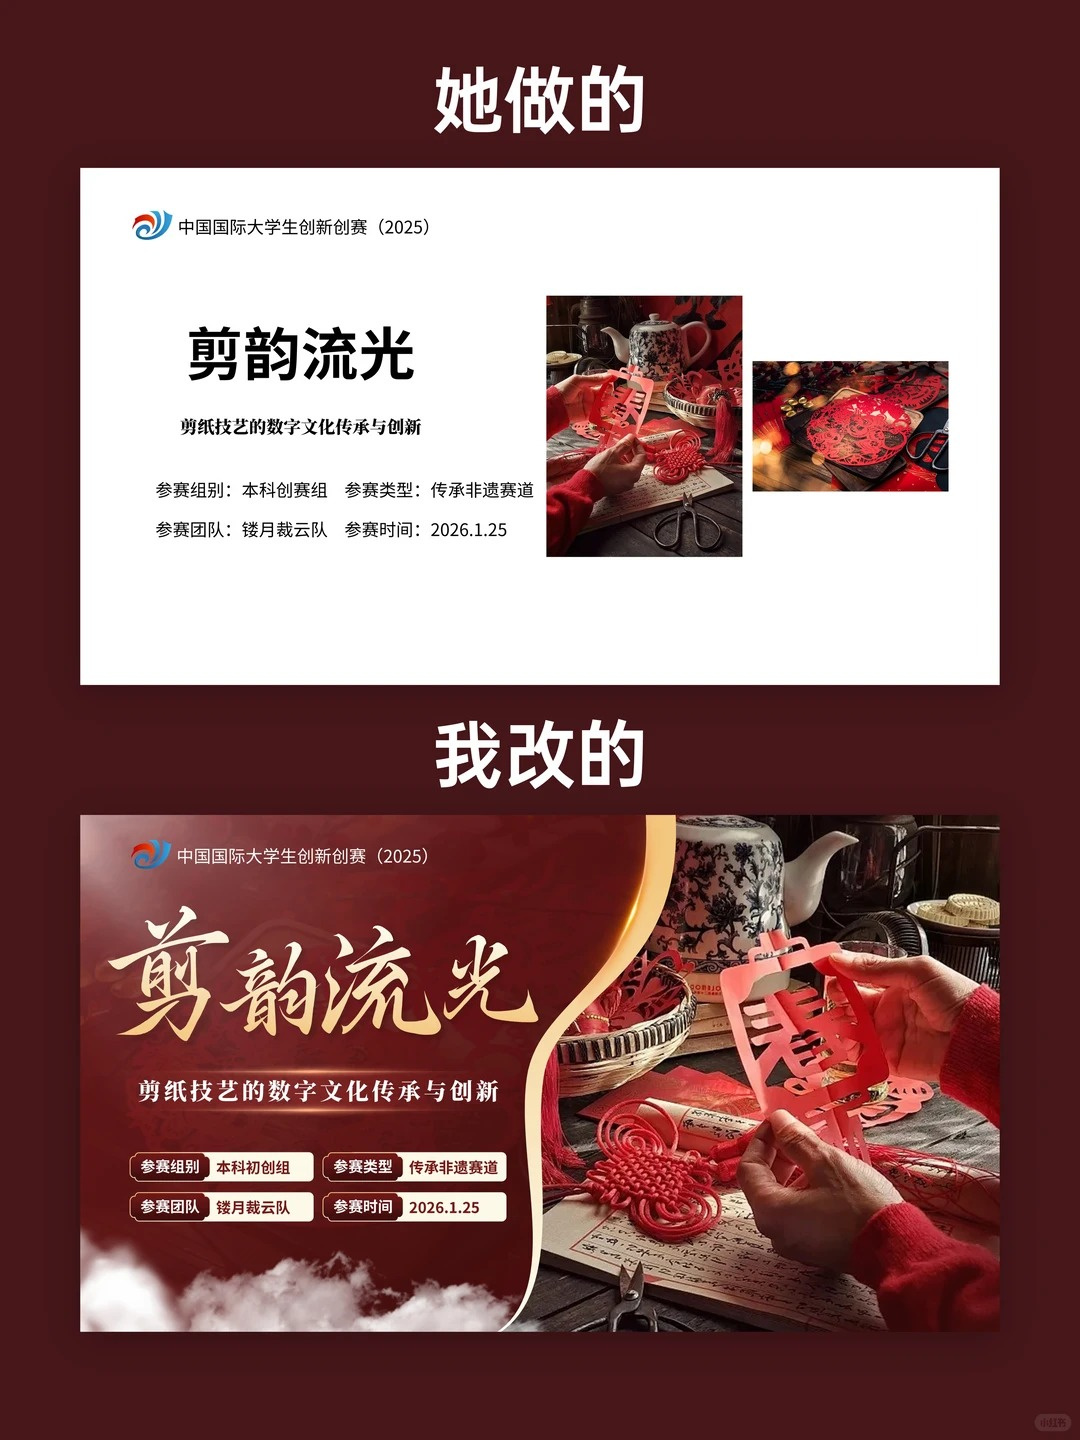 她做的
中国国际大学生创新创赛（2025）
剪韵流光
剪纸技艺的数字文化传承与创新
参赛组别：本科创赛组 参赛类型：传承非遗赛道
参赛团队：镂月裁云队 参赛时间：2026.1.25
我改的
中国国际大学生创新创赛（2025）
剪韵流光
剪纸技艺的数字文化传承与创新
参赛组别 本科初创组 参赛类型 传承非遗赛道
参赛团队 镂月裁云队 参赛时间 2026.1.25
小红书